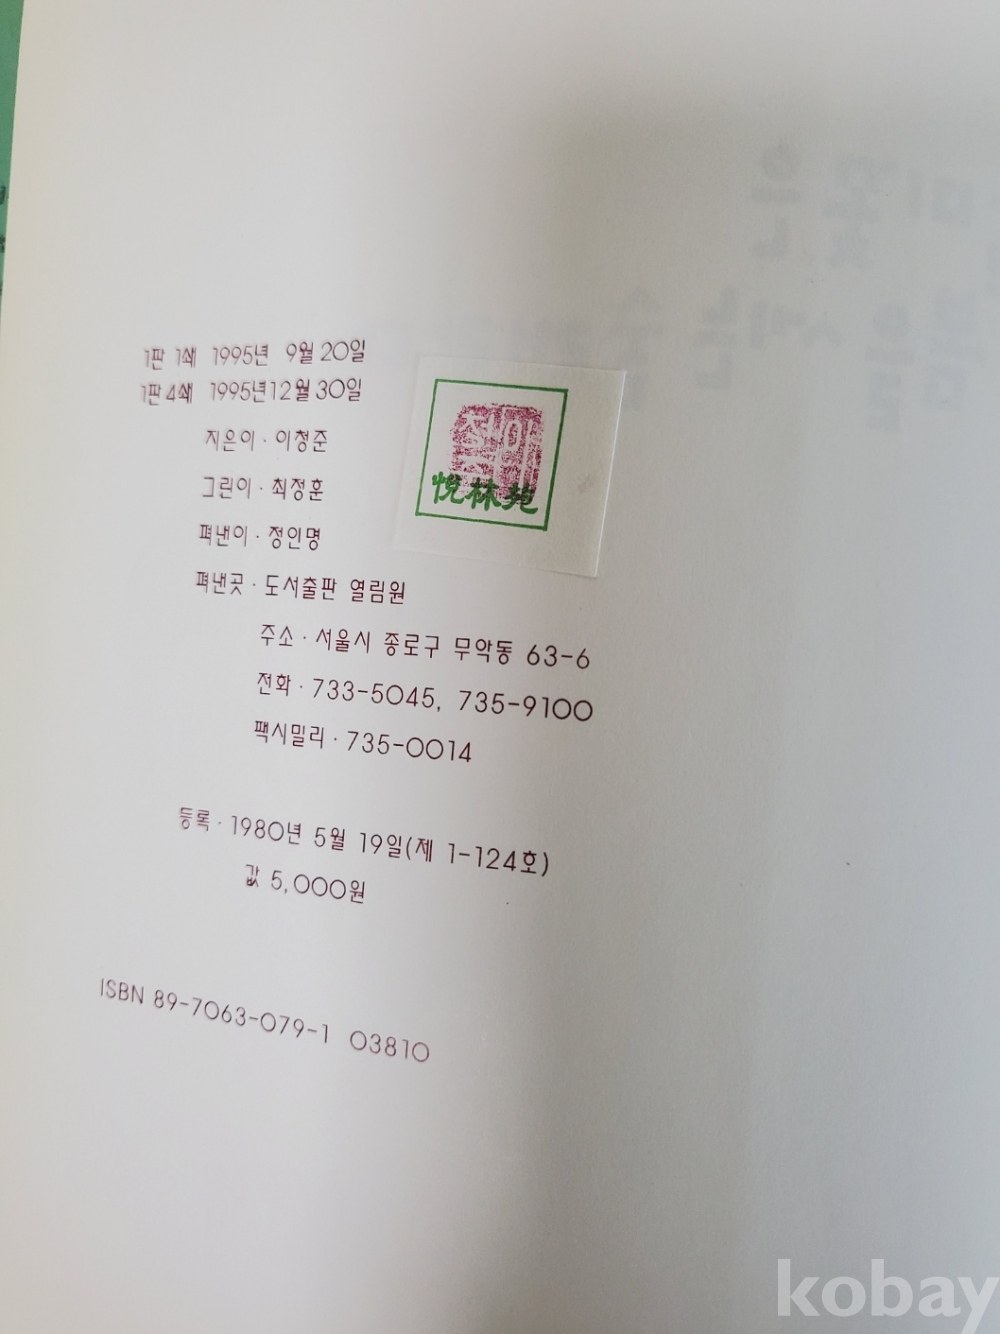 1판 1쇄 1995년 9월 20일
1판 4쇄 1995년 12월 30일
지은이 · 이청준
그린이 · 최정훈
펴낸이 · 정인명
펴낸곳 · 도서출판 열림원
주소 · 서울시 종로구 무악동 63-6
전화 · 733-5045, 735-9100
팩시밀리 · 735-0014
悅林苑
등록 · 1980년 5월 19일(제 1-124호)
값 5,000원
ISBN 89-7063-079-1 03810
kobay